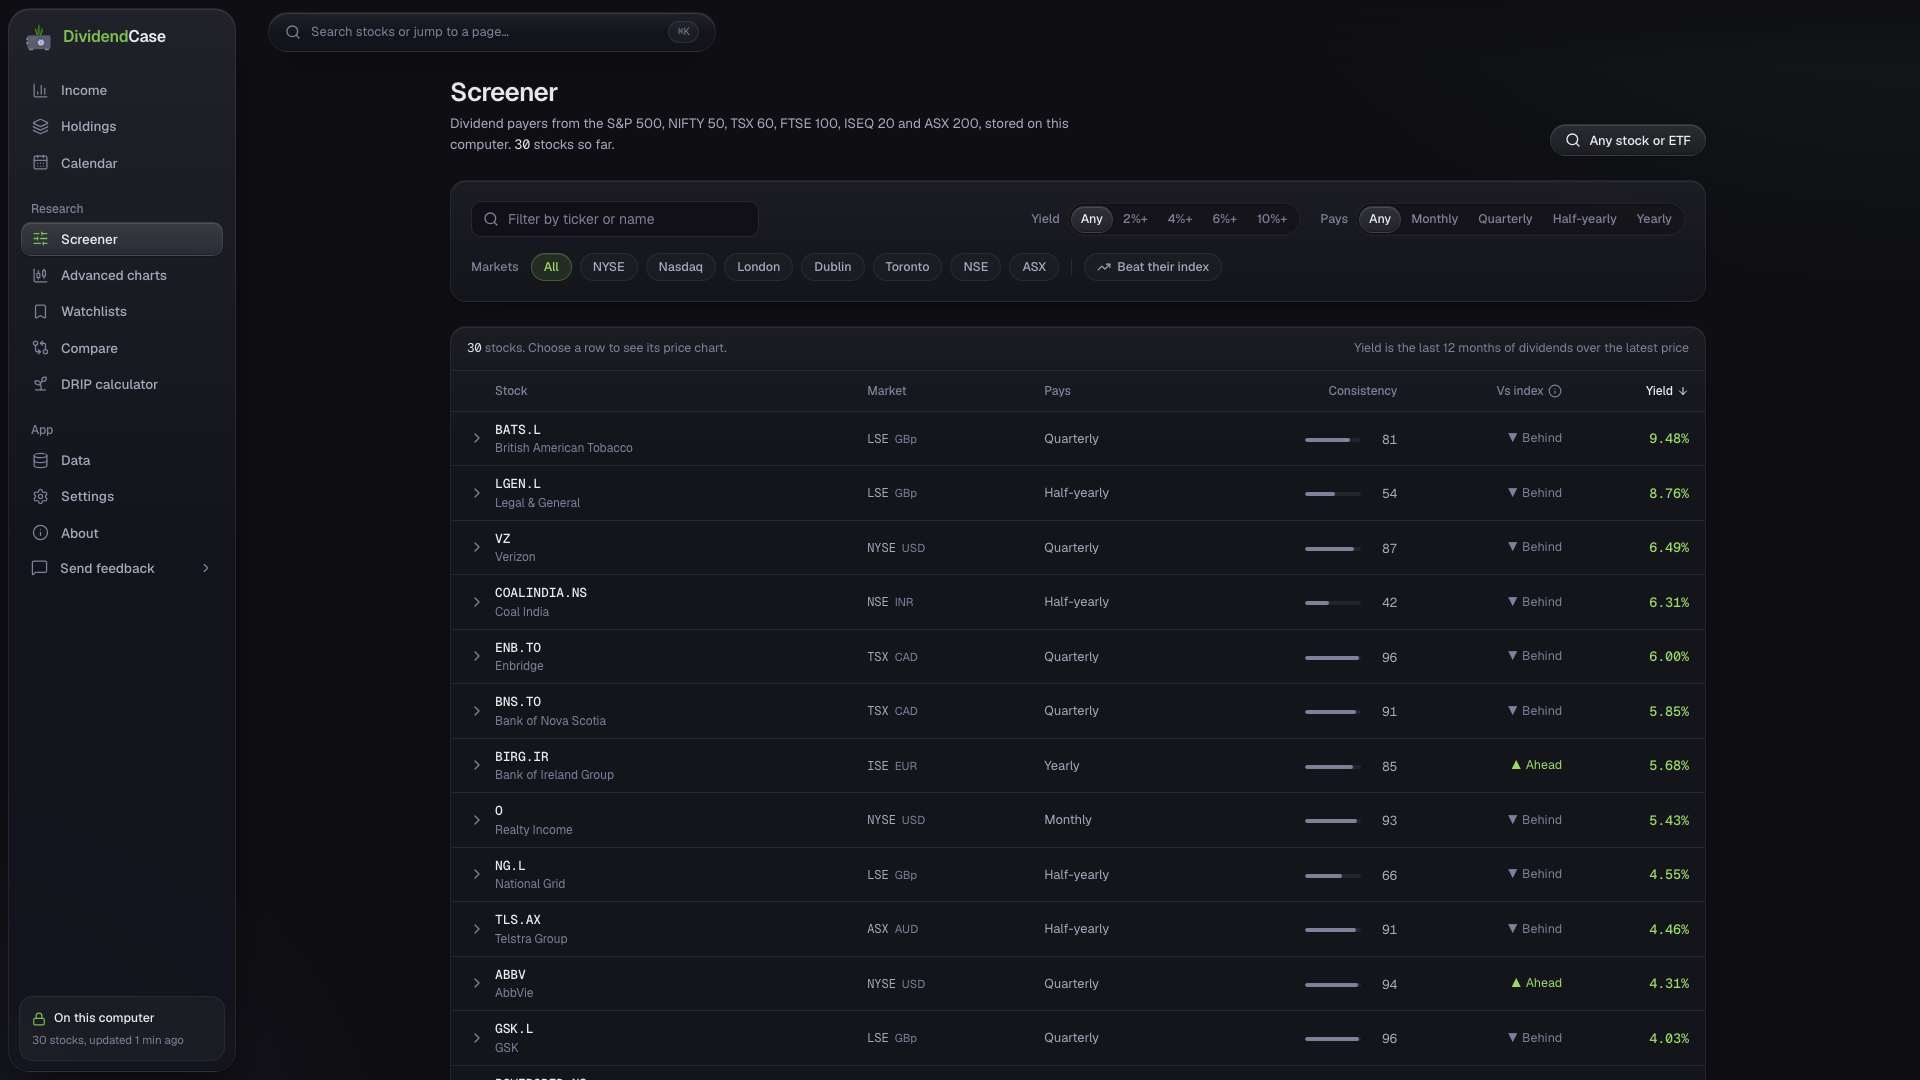 DividendCase
Search stocks or jump to a page…
⌘K
Income
Holdings
Calendar
Research
Screener
Advanced charts
Watchlists
Compare
DRIP calculator
App
Data
Settings
About
Send feedback
On this computer
30 stocks, updated 1 min ago
Screener
Dividend payers from the S&P 500, NIFTY 50, TSX 60, FTSE 100, ISEQ 20 and ASX 200, stored on this
computer. 30 stocks so far.
Any stock or ETF
Filter by ticker or name
Yield Any 2%+ 4%+ 6%+ 10%+
Pays Any Monthly Quarterly Half-yearly Yearly
Markets All NYSE Nasdaq London Dublin Toronto NSE ASX Beat their index
30 stocks. Choose a row to see its price chart.
Yield is the last 12 months of dividends over the latest price
Stock Market Pays Consistency Vs index Yield ↓
BATS.L
British American Tobacco
LSE GBp Quarterly 81 ▼ Behind 9.48%
LGEN.L
Legal & General
LSE GBp Half-yearly 54 ▼ Behind 8.76%
VZ
Verizon
NYSE USD Quarterly 87 ▼ Behind 6.49%
COALINDIA.NS
Coal India
NSE INR Half-yearly 42 ▼ Behind 6.31%
ENB.TO
Enbridge
TSX CAD Quarterly 96 ▼ Behind 6.00%
BNS.TO
Bank of Nova Scotia
TSX CAD Quarterly 91 ▼ Behind 5.85%
BIRG.IR
Bank of Ireland Group
ISE EUR Yearly 85 ▲ Ahead 5.68%
O
Realty Income
NYSE USD Monthly 93 ▼ Behind 5.43%
NG.L
National Grid
LSE GBp Half-yearly 66 ▼ Behind 4.55%
TLS.AX
Telstra Group
ASX AUD Half-yearly 91 ▼ Behind 4.46%
ABBV
AbbVie
NYSE USD Quarterly 94 ▲ Ahead 4.31%
GSK.L
GSK
LSE GBp Quarterly 96 ▼ Behind 4.03%